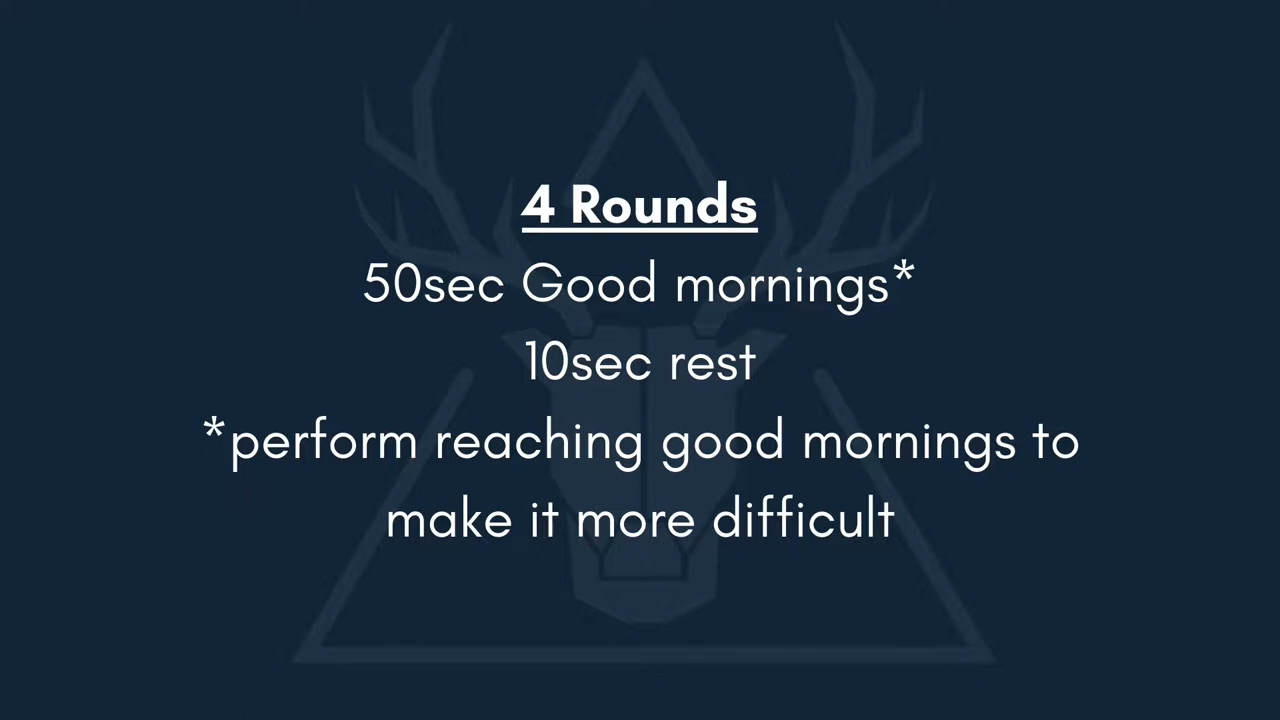 4 Rounds
50sec Good mornings*
10sec rest
*perform reaching good mornings to
make it more difficult